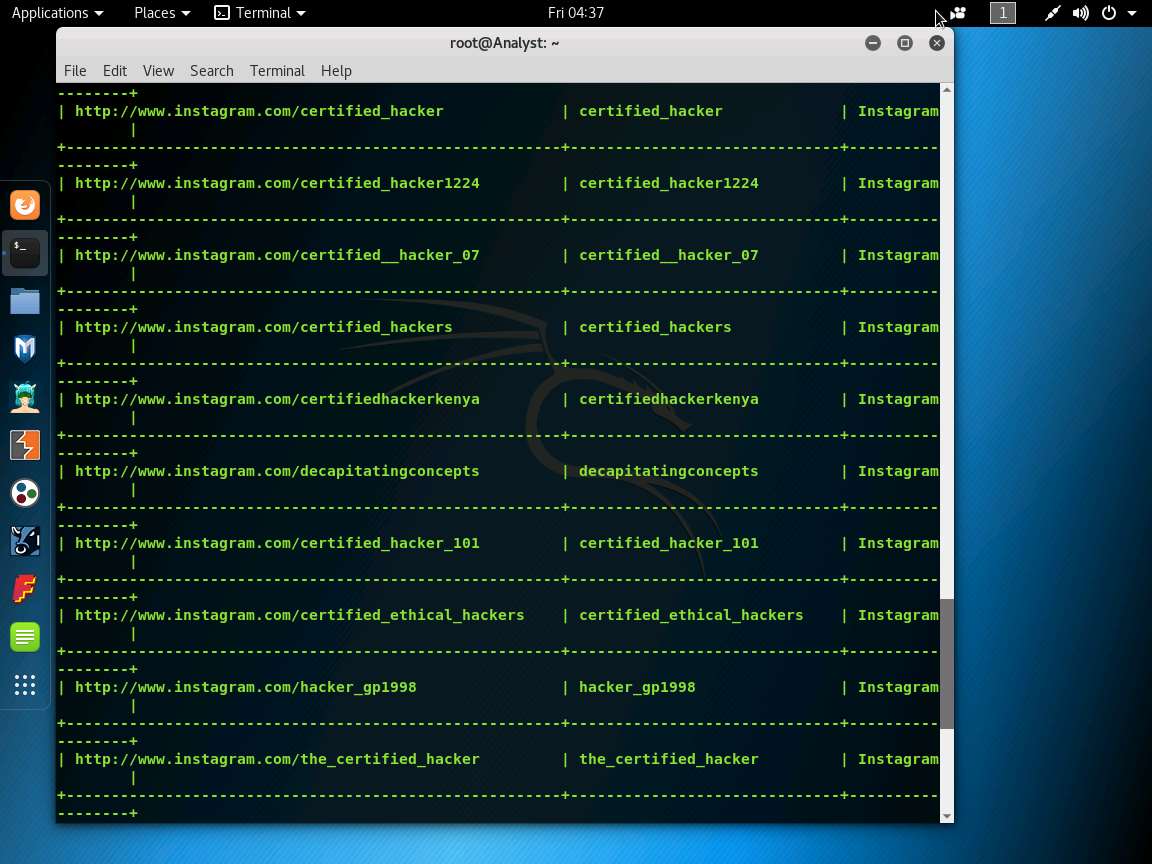 Applications Places Terminal Fri 04:37 1
root@Analyst: ~
File Edit View Search Terminal Help
--------+
| http://www.instagram.com/certified_hacker | certified_hacker | Instagram
|
+-------------------------------------------------------+------------------------------+----------
--------+
| http://www.instagram.com/certified_hacker1224 | certified_hacker1224 | Instagram
|
+-------------------------------------------------------+------------------------------+----------
--------+
| http://www.instagram.com/certified__hacker_07 | certified__hacker_07 | Instagram
|
+-------------------------------------------------------+------------------------------+----------
--------+
| http://www.instagram.com/certified_hackers | certified_hackers | Instagram
|
+-------------------------------------------------------+------------------------------+----------
--------+
| http://www.instagram.com/certifiedhackerkenya | certifiedhackerkenya | Instagram
|
+-------------------------------------------------------+------------------------------+----------
--------+
| http://www.instagram.com/decapitatingconcepts | decapitatingconcepts | Instagram
|
+-------------------------------------------------------+------------------------------+----------
--------+
| http://www.instagram.com/certified_hacker_101 | certified_hacker_101 | Instagram
|
+-------------------------------------------------------+------------------------------+----------
--------+
| http://www.instagram.com/certified_ethical_hackers | certified_ethical_hackers | Instagram
|
+-------------------------------------------------------+------------------------------+----------
--------+
| http://www.instagram.com/hacker_gp1998 | hacker_gp1998 | Instagram
|
+-------------------------------------------------------+------------------------------+----------
--------+
| http://www.instagram.com/the_certified_hacker | the_certified_hacker | Instagram
|
+-------------------------------------------------------+------------------------------+----------
--------+